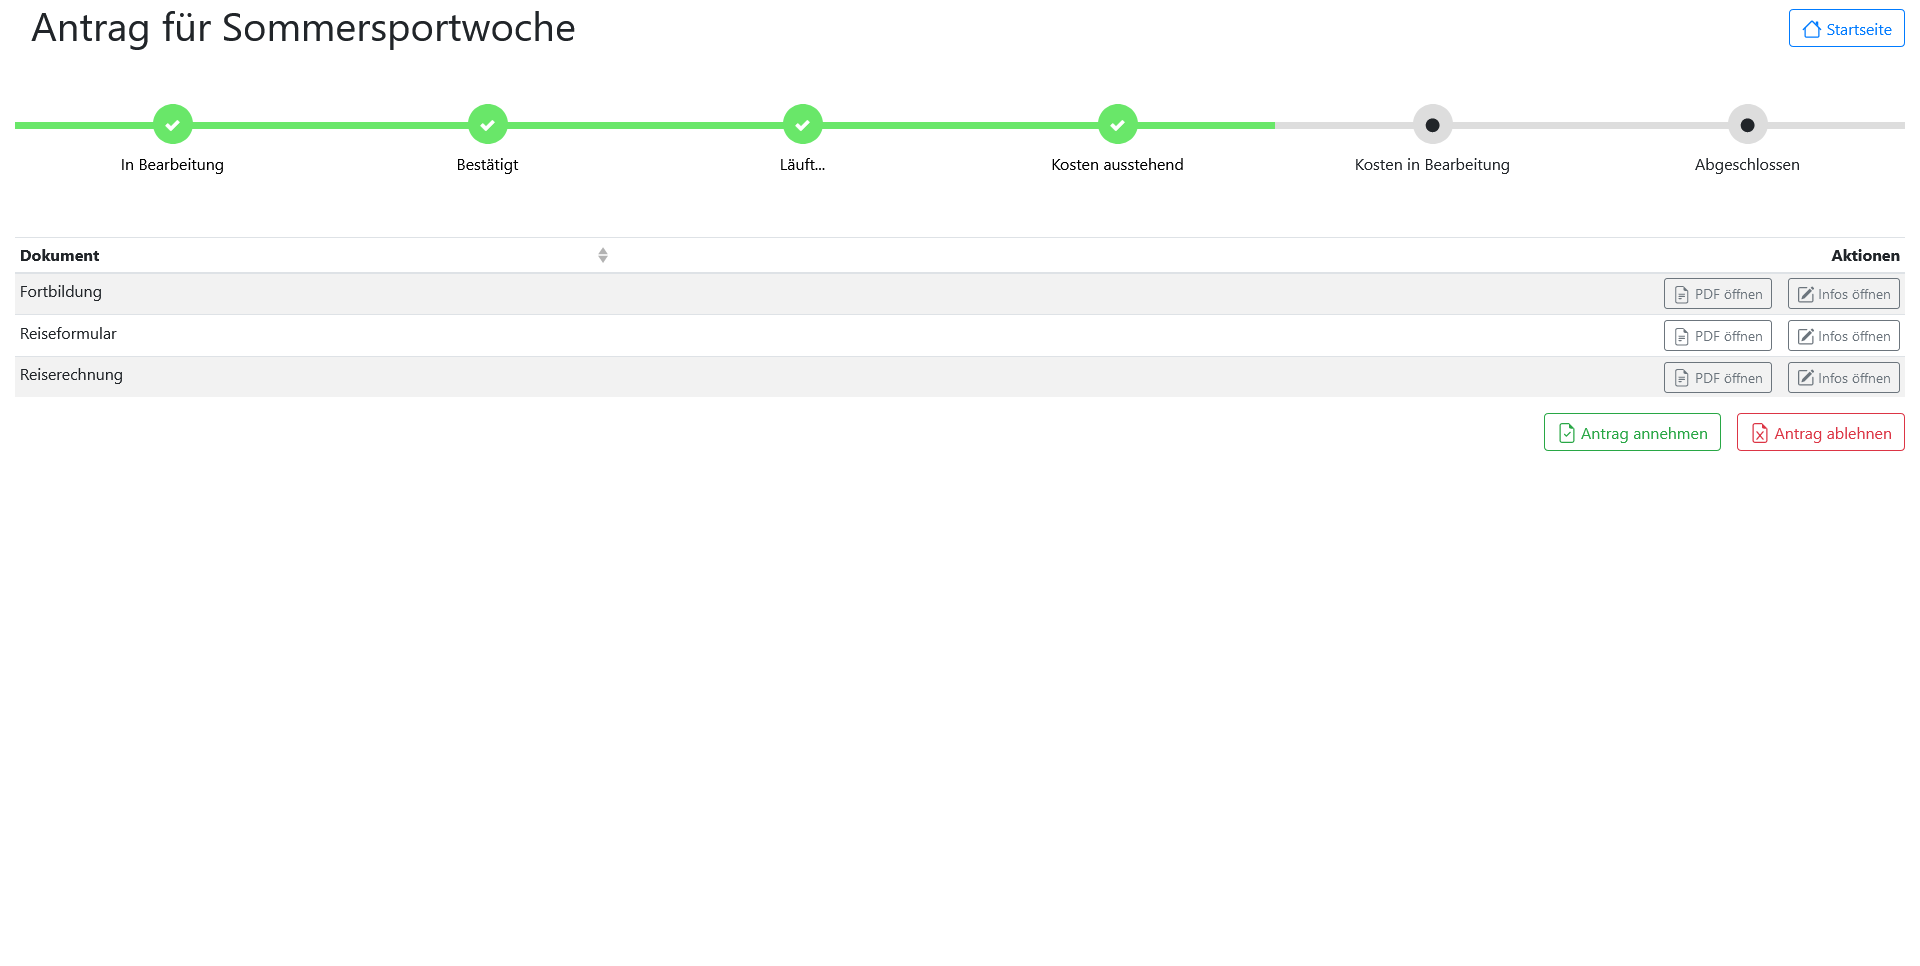 Antrag für Sommersportwoche
Startseite
In Bearbeitung
Bestätigt
Läuft...
Kosten ausstehend
Kosten in Bearbeitung
Abgeschlossen
Dokument
Aktionen
Fortbildung
PDF öffnen
Infos öffnen
Reiseformular
PDF öffnen
Infos öffnen
Reiserechnung
PDF öffnen
Infos öffnen
Antrag annehmen
Antrag ablehnen